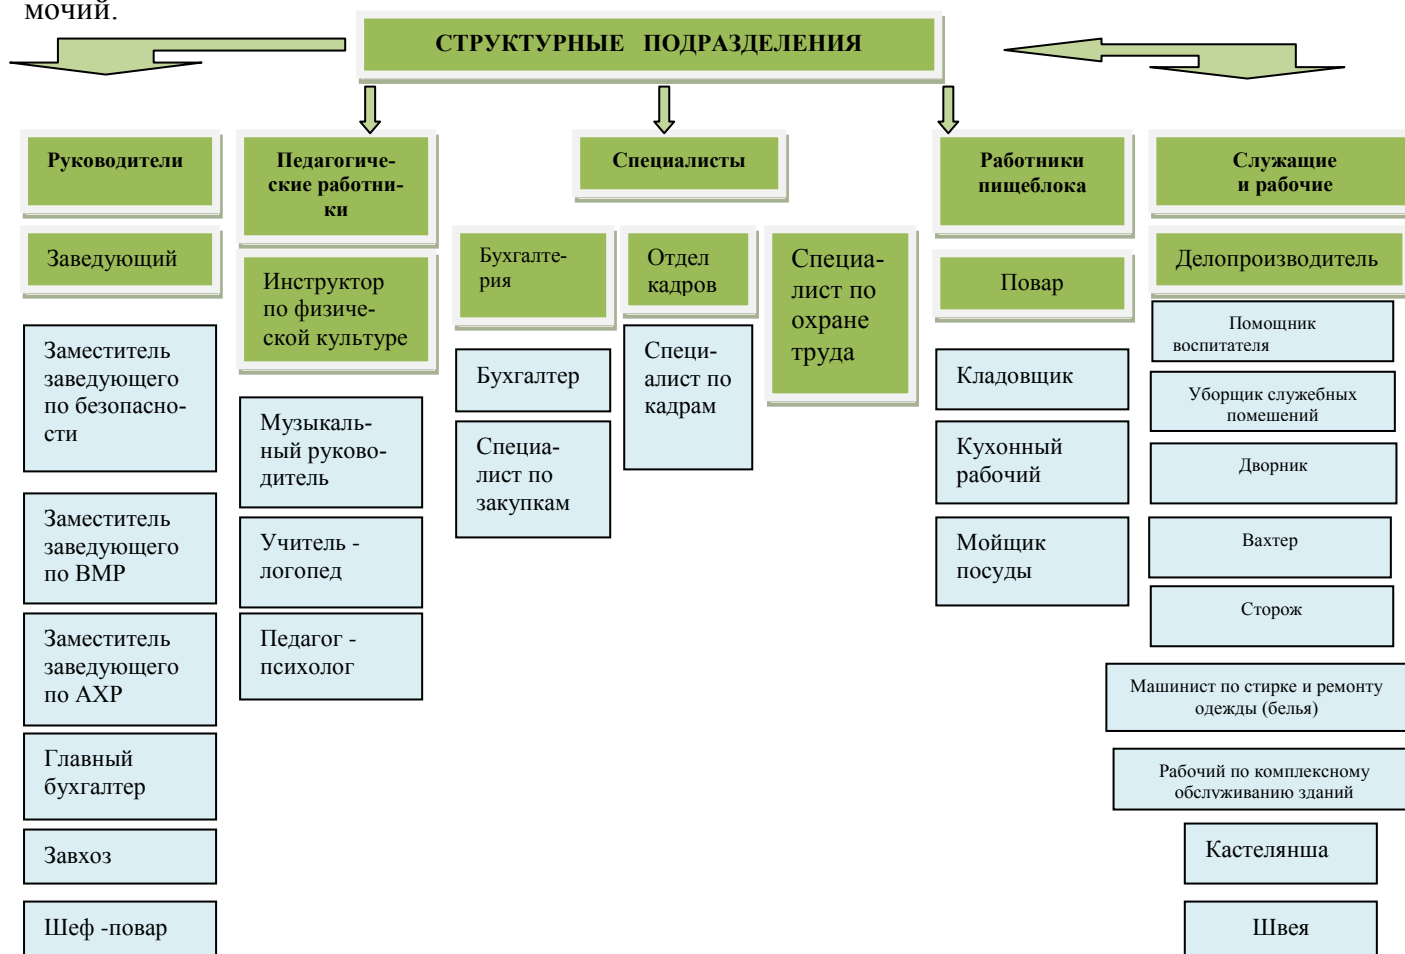 мочий.
СТРУКТУРНЫЕ ПОДРАЗДЕЛЕНИЯ
Руководители
Заведующий
Заместитель
заведующего
по безопасно-
сти
Заместитель
заведующего
по ВМР
Заместитель
заведующего
по АХР
Главный
бухгалтер
Завхоз
Шеф -повар
Педагогиче-
ские работни-
ки
Инструктор
по физиче-
ской культуре
Музыкаль-
ный руково-
дитель
Учитель -
логопед
Педагог -
психолог
Специалисты
Бухгалте-
рия
Бухгалтер
Специа-
лист по
закупкам
Отдел
кадров
Специ-
алист по
кадрам
Специа-
лист по
охране
труда
Работники
пищеблока
Повар
Кладовщик
Кухонный
рабочий
Мойщик
посуды
Служащие
и рабочие
Делопроизводитель
Помощник
воспитателя
Уборщик служебных
помешений
Дворник
Вахтер
Сторож
Машинист по стирке и ремонту
одежды (белья)
Рабочий по комплексному
обслуживанию зданий
Кастелянша
Швея